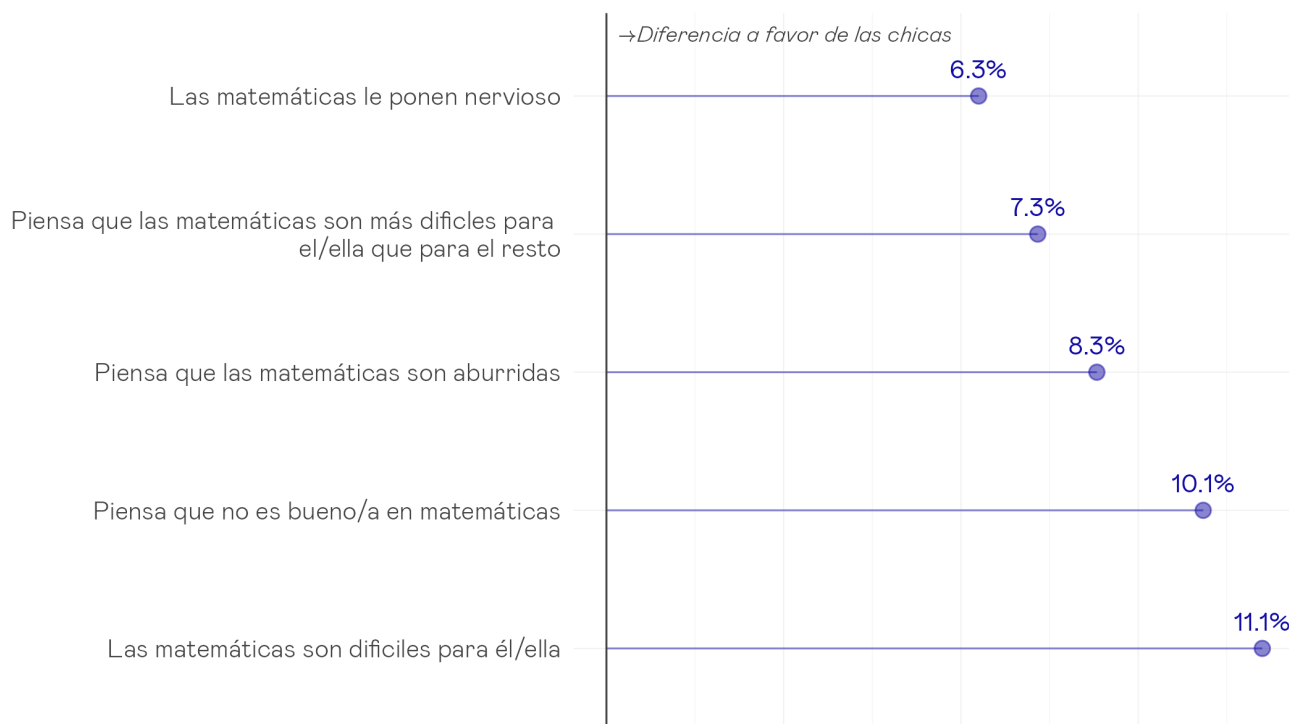 →Diferencia a favor de las chicas
6.3%
Las matemáticas le ponen nervioso
7.3%
Piensa que las matemáticas son más dificles para
el/ella que para el resto
8.3%
Piensa que las matemáticas son aburridas
10.1%
Piensa que no es bueno/a en matemáticas
11.1%
Las matemáticas son dificiles para él/ella